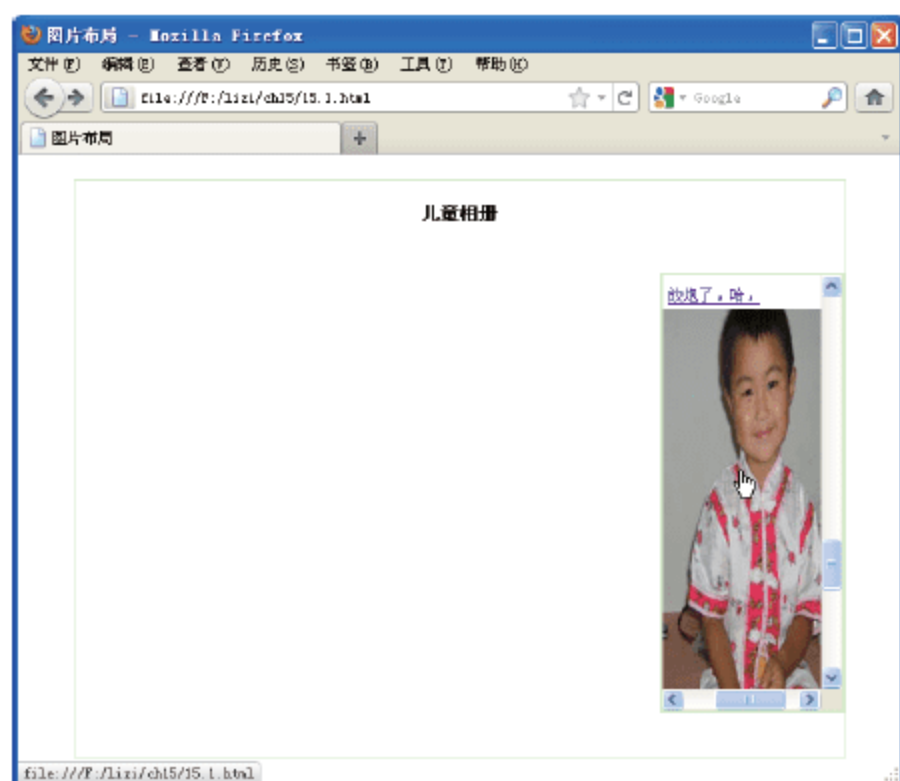 图片布局 - Mozilla Firefox
文件(F) 编辑(E) 查看(V) 历史(S) 书签(B) 工具(T) 帮助(H)
file:///F:/lizi/ch15/15.1.html
Google
图片布局
儿童相册
了，哈，
file:///F:/lizi/ch15/15.1.html